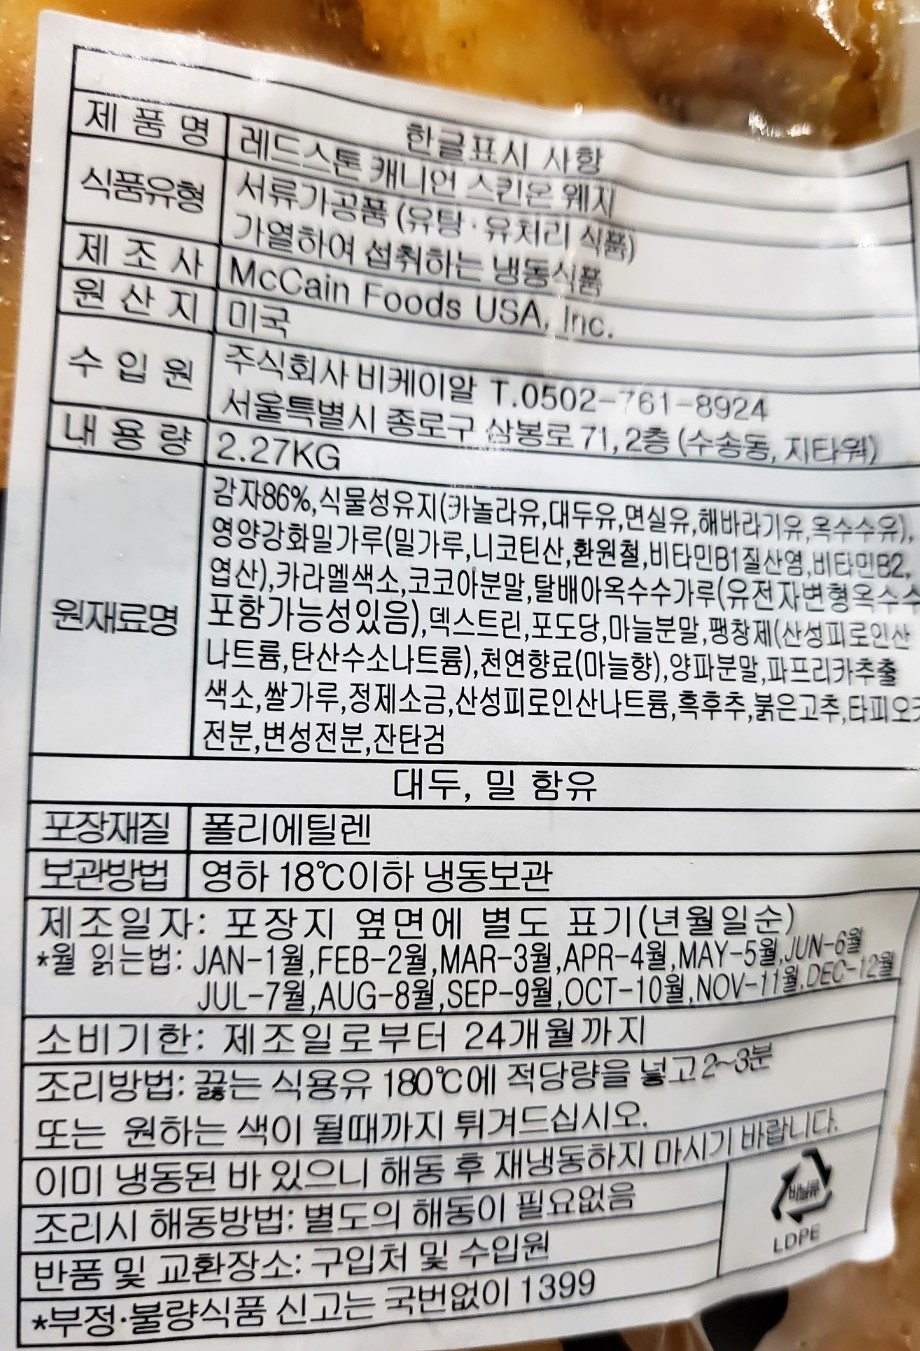 한글표시 사항
제 품 명 레드스톤 캐니언 스킨온 웨지
식품유형 서류가공품 (유탕·유처리 식품)
가열하여 섭취하는 냉동식품
제 조 사 McCain Foods USA, Inc.
원 산 지 미국
수 입 원 주식회사 비케이알 T.0502-761-8924
서울특별시 종로구 삼봉로 71, 2층 (수송동, 지타워)
내 용 량 2.27KG
원재료명 감자86%,식물성유지(카놀라유,대두유,면실유,해바라기유,옥수수유),
영양강화밀가루(밀가루,니코틴산,환원철,비타민B1질산염,비타민B2,
엽산),카라멜색소,코코아분말,탈배아옥수수가루(유전자변형옥수수
포함가능성있음),덱스트린,포도당,마늘분말,팽창제(산성피로인산
나트륨,탄산수소나트륨),천연향료(마늘향),양파분말,파프리카추출
색소,쌀가루,정제소금,산성피로인산나트륨,흑후추,붉은고추,타피오카
전분,변성전분,잔탄검
대두, 밀 함유
포장재질 폴리에틸렌
보관방법 영하 18℃이하 냉동보관
제조일자: 포장지 옆면에 별도 표기(년월일순)
*월 읽는법: JAN-1월,FEB-2월,MAR-3월,APR-4월,MAY-5월,JUN-6월
JUL-7월,AUG-8월,SEP-9월,OCT-10월,NOV-11월,DEC-12월
소비기한: 제조일로부터 24개월까지
조리방법: 끓는 식용유 180℃에 적당량을 넣고 2~3분
또는 원하는 색이 될때까지 튀겨드십시오.
이미 냉동된 바 있으니 해동 후 재냉동하지 마시기 바랍니다.
조리시 해동방법: 별도의 해동이 필요없음
반품 및 교환장소: 구입처 및 수입원
*부정·불량식품 신고는 국번없이 1399
비닐류
LDPE